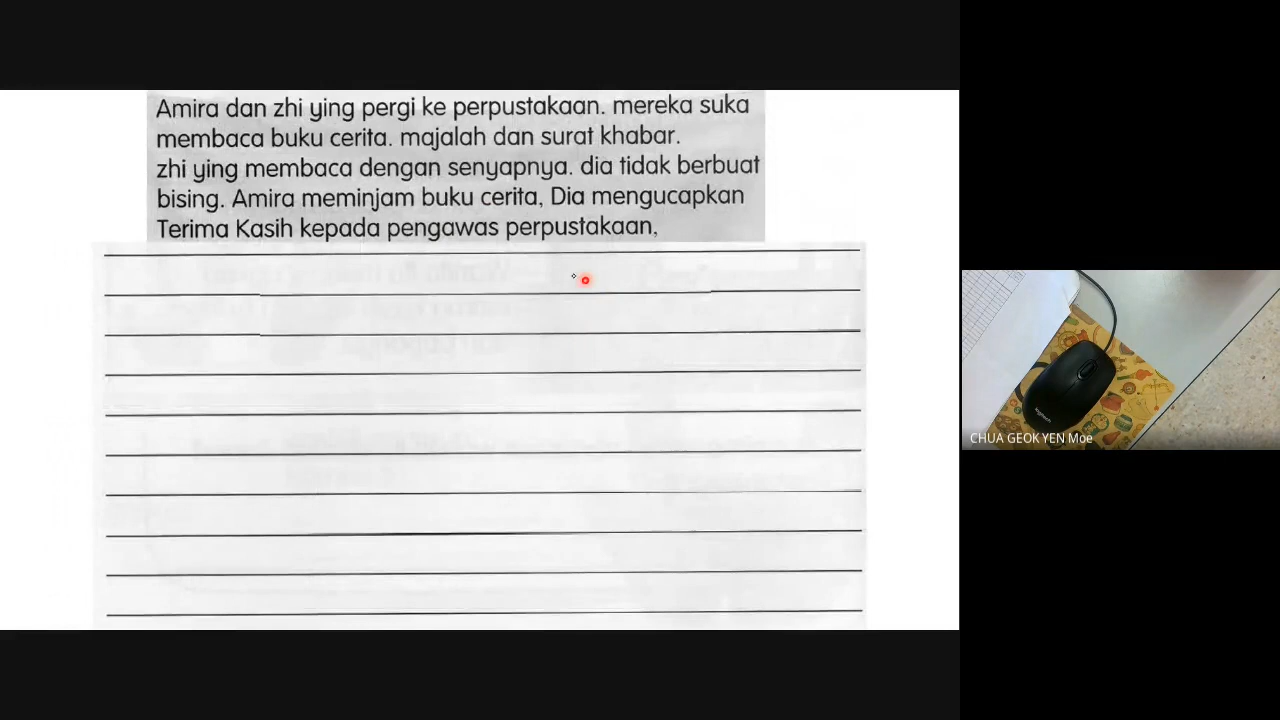 Amira dan zhi ying pergi ke perpustakaan. mereka suka
membaca buku cerita. majalah dan surat khabar.
zhi ying membaca dengan senyapnya. dia tidak berbuat
bising. Amira meminjam buku cerita, Dia mengucapkan
Terima Kasih kepada pengawas perpustakaan,
CHUA GEOK YEN Moe